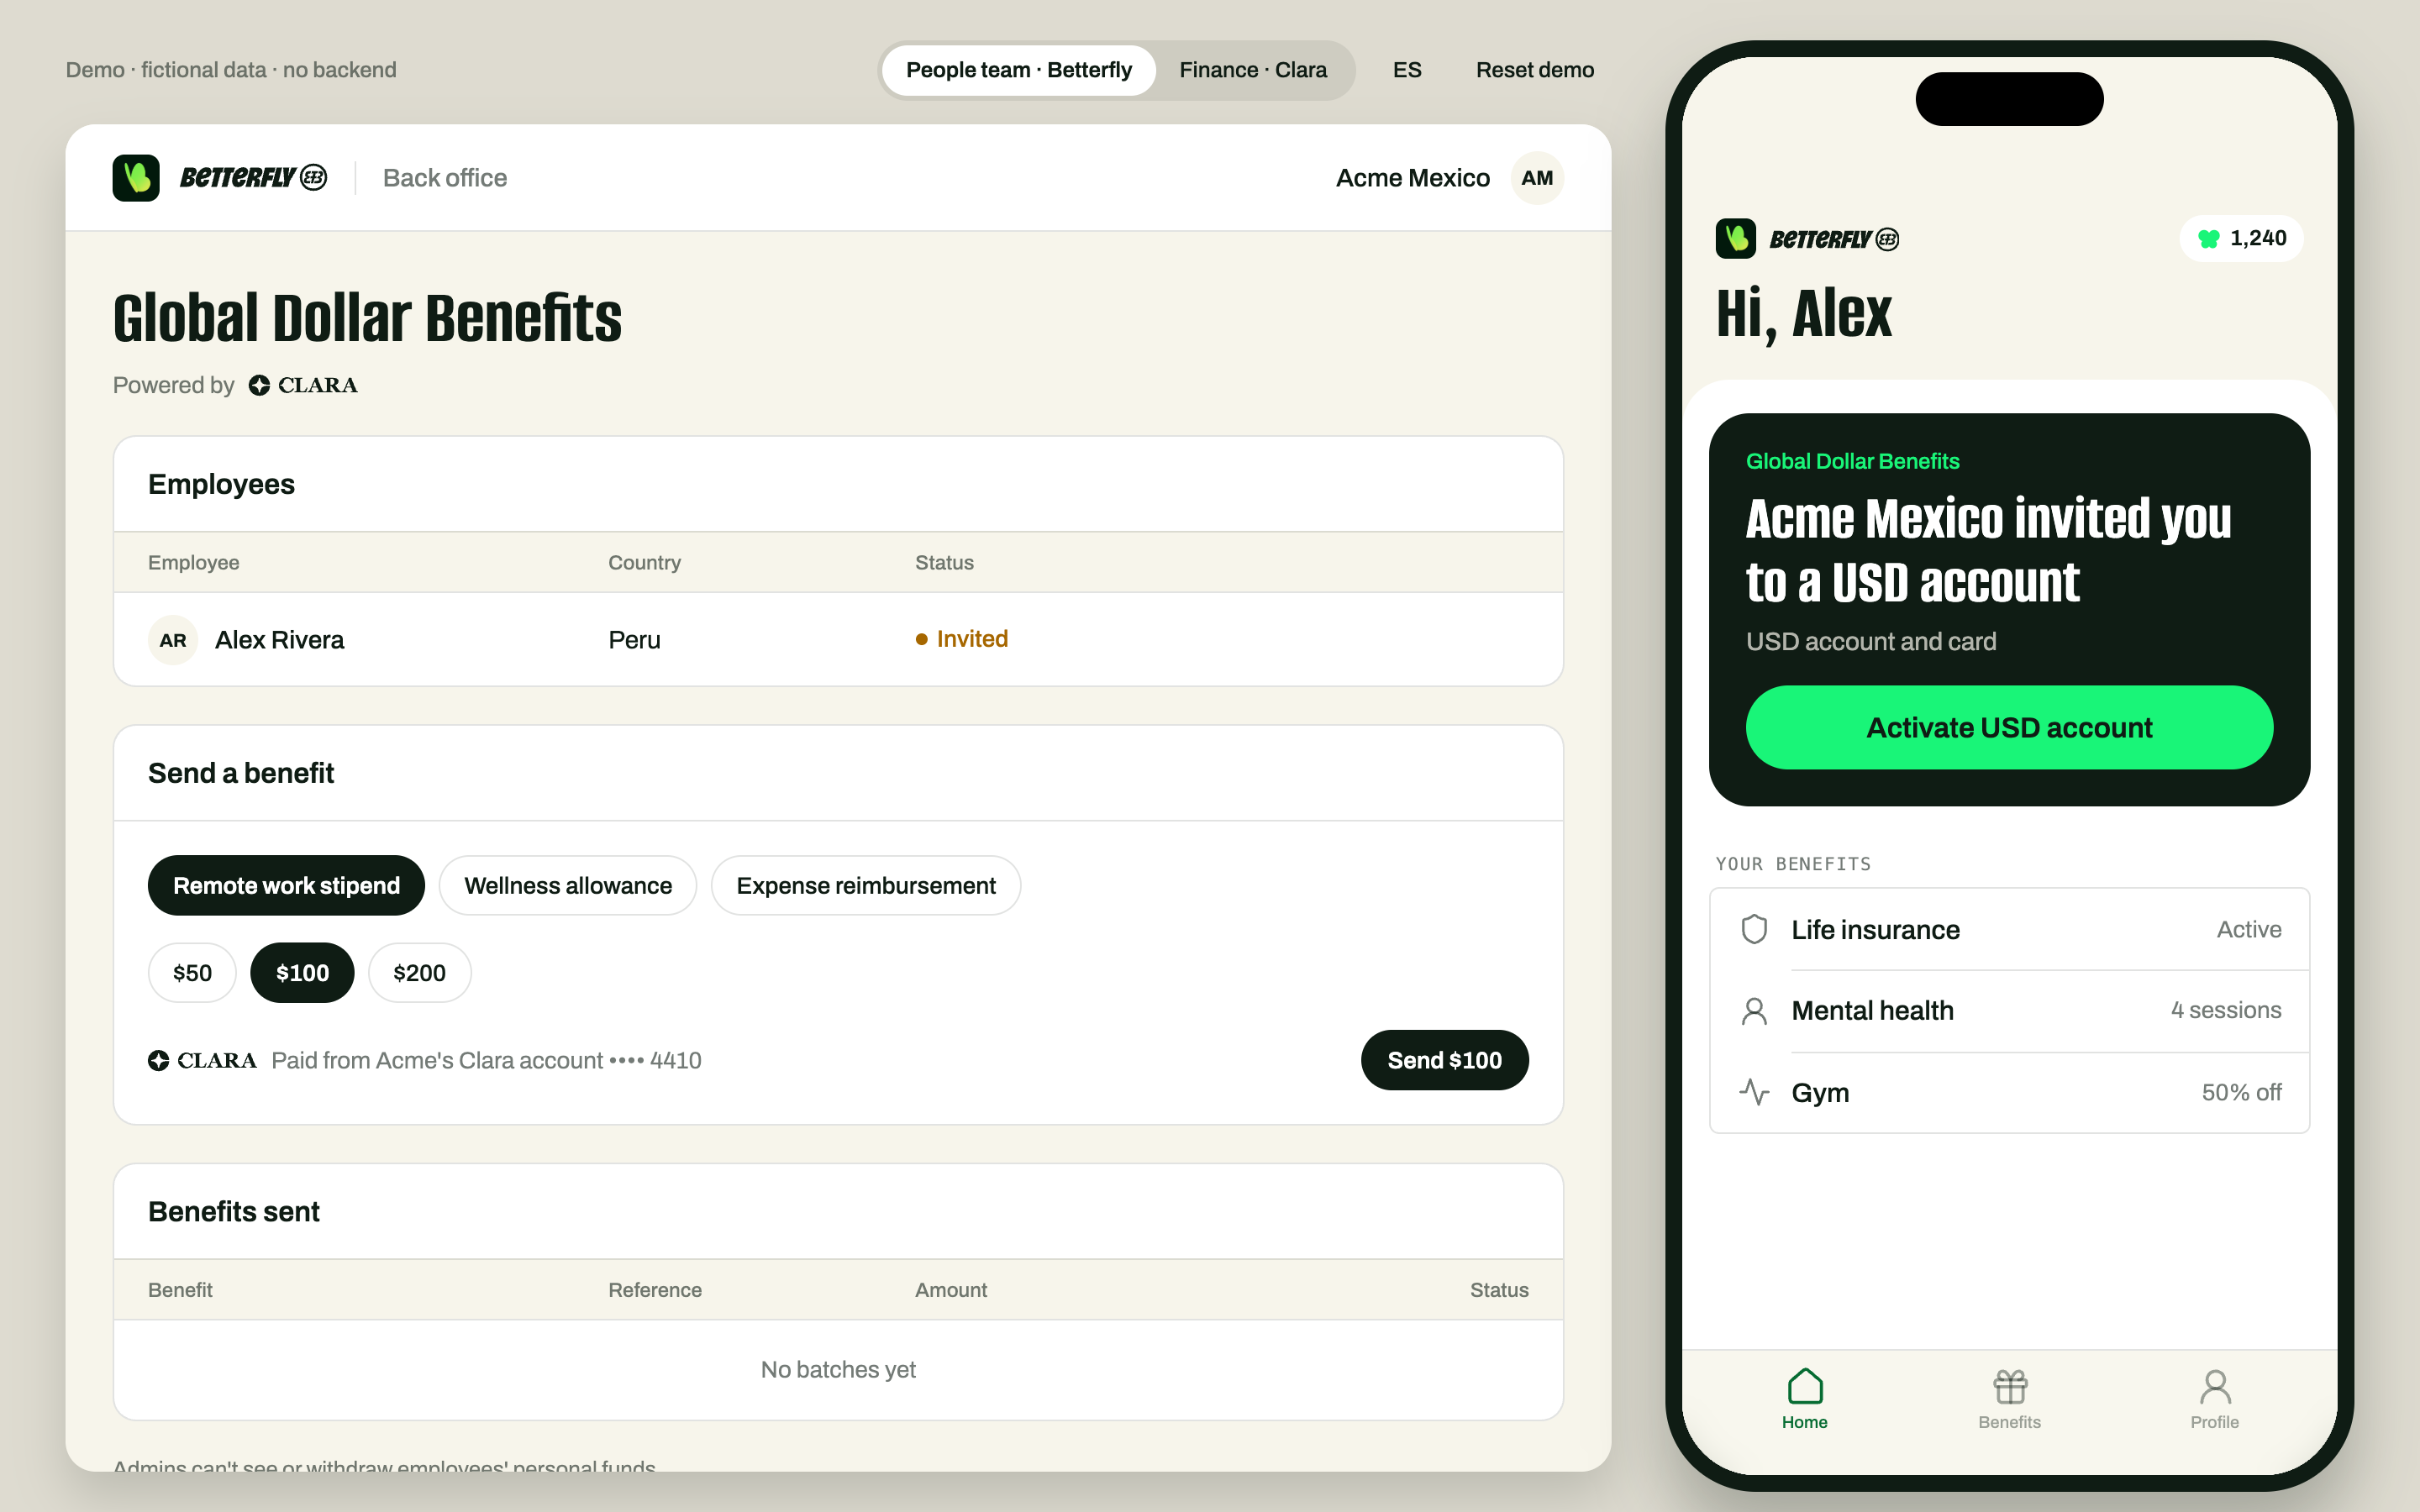 Demo · fictional data · no backend
People team · Betterfly
Finance · Clara
ES
Reset demo
BETTERFLY
Back office
Acme Mexico
AM
Global Dollar Benefits
Powered by CLARA
Employees
Employee
Country
Status
AR
Alex Rivera
Peru
Invited
Send a benefit
Remote work stipend
Wellness allowance
Expense reimbursement
$50
$100
$200
CLARA Paid from Acme's Clara account •••• 4410
Send $100
Benefits sent
Benefit
Reference
Amount
Status
No batches yet
Admins can't see or withdraw employees' personal funds
BETTERFLY
1,240
Hi, Alex
Global Dollar Benefits
Acme Mexico invited you
to a USD account
USD account and card
Activate USD account
YOUR BENEFITS
Life insurance
Active
Mental health
4 sessions
Gym
50% off
Home
Benefits
Profile